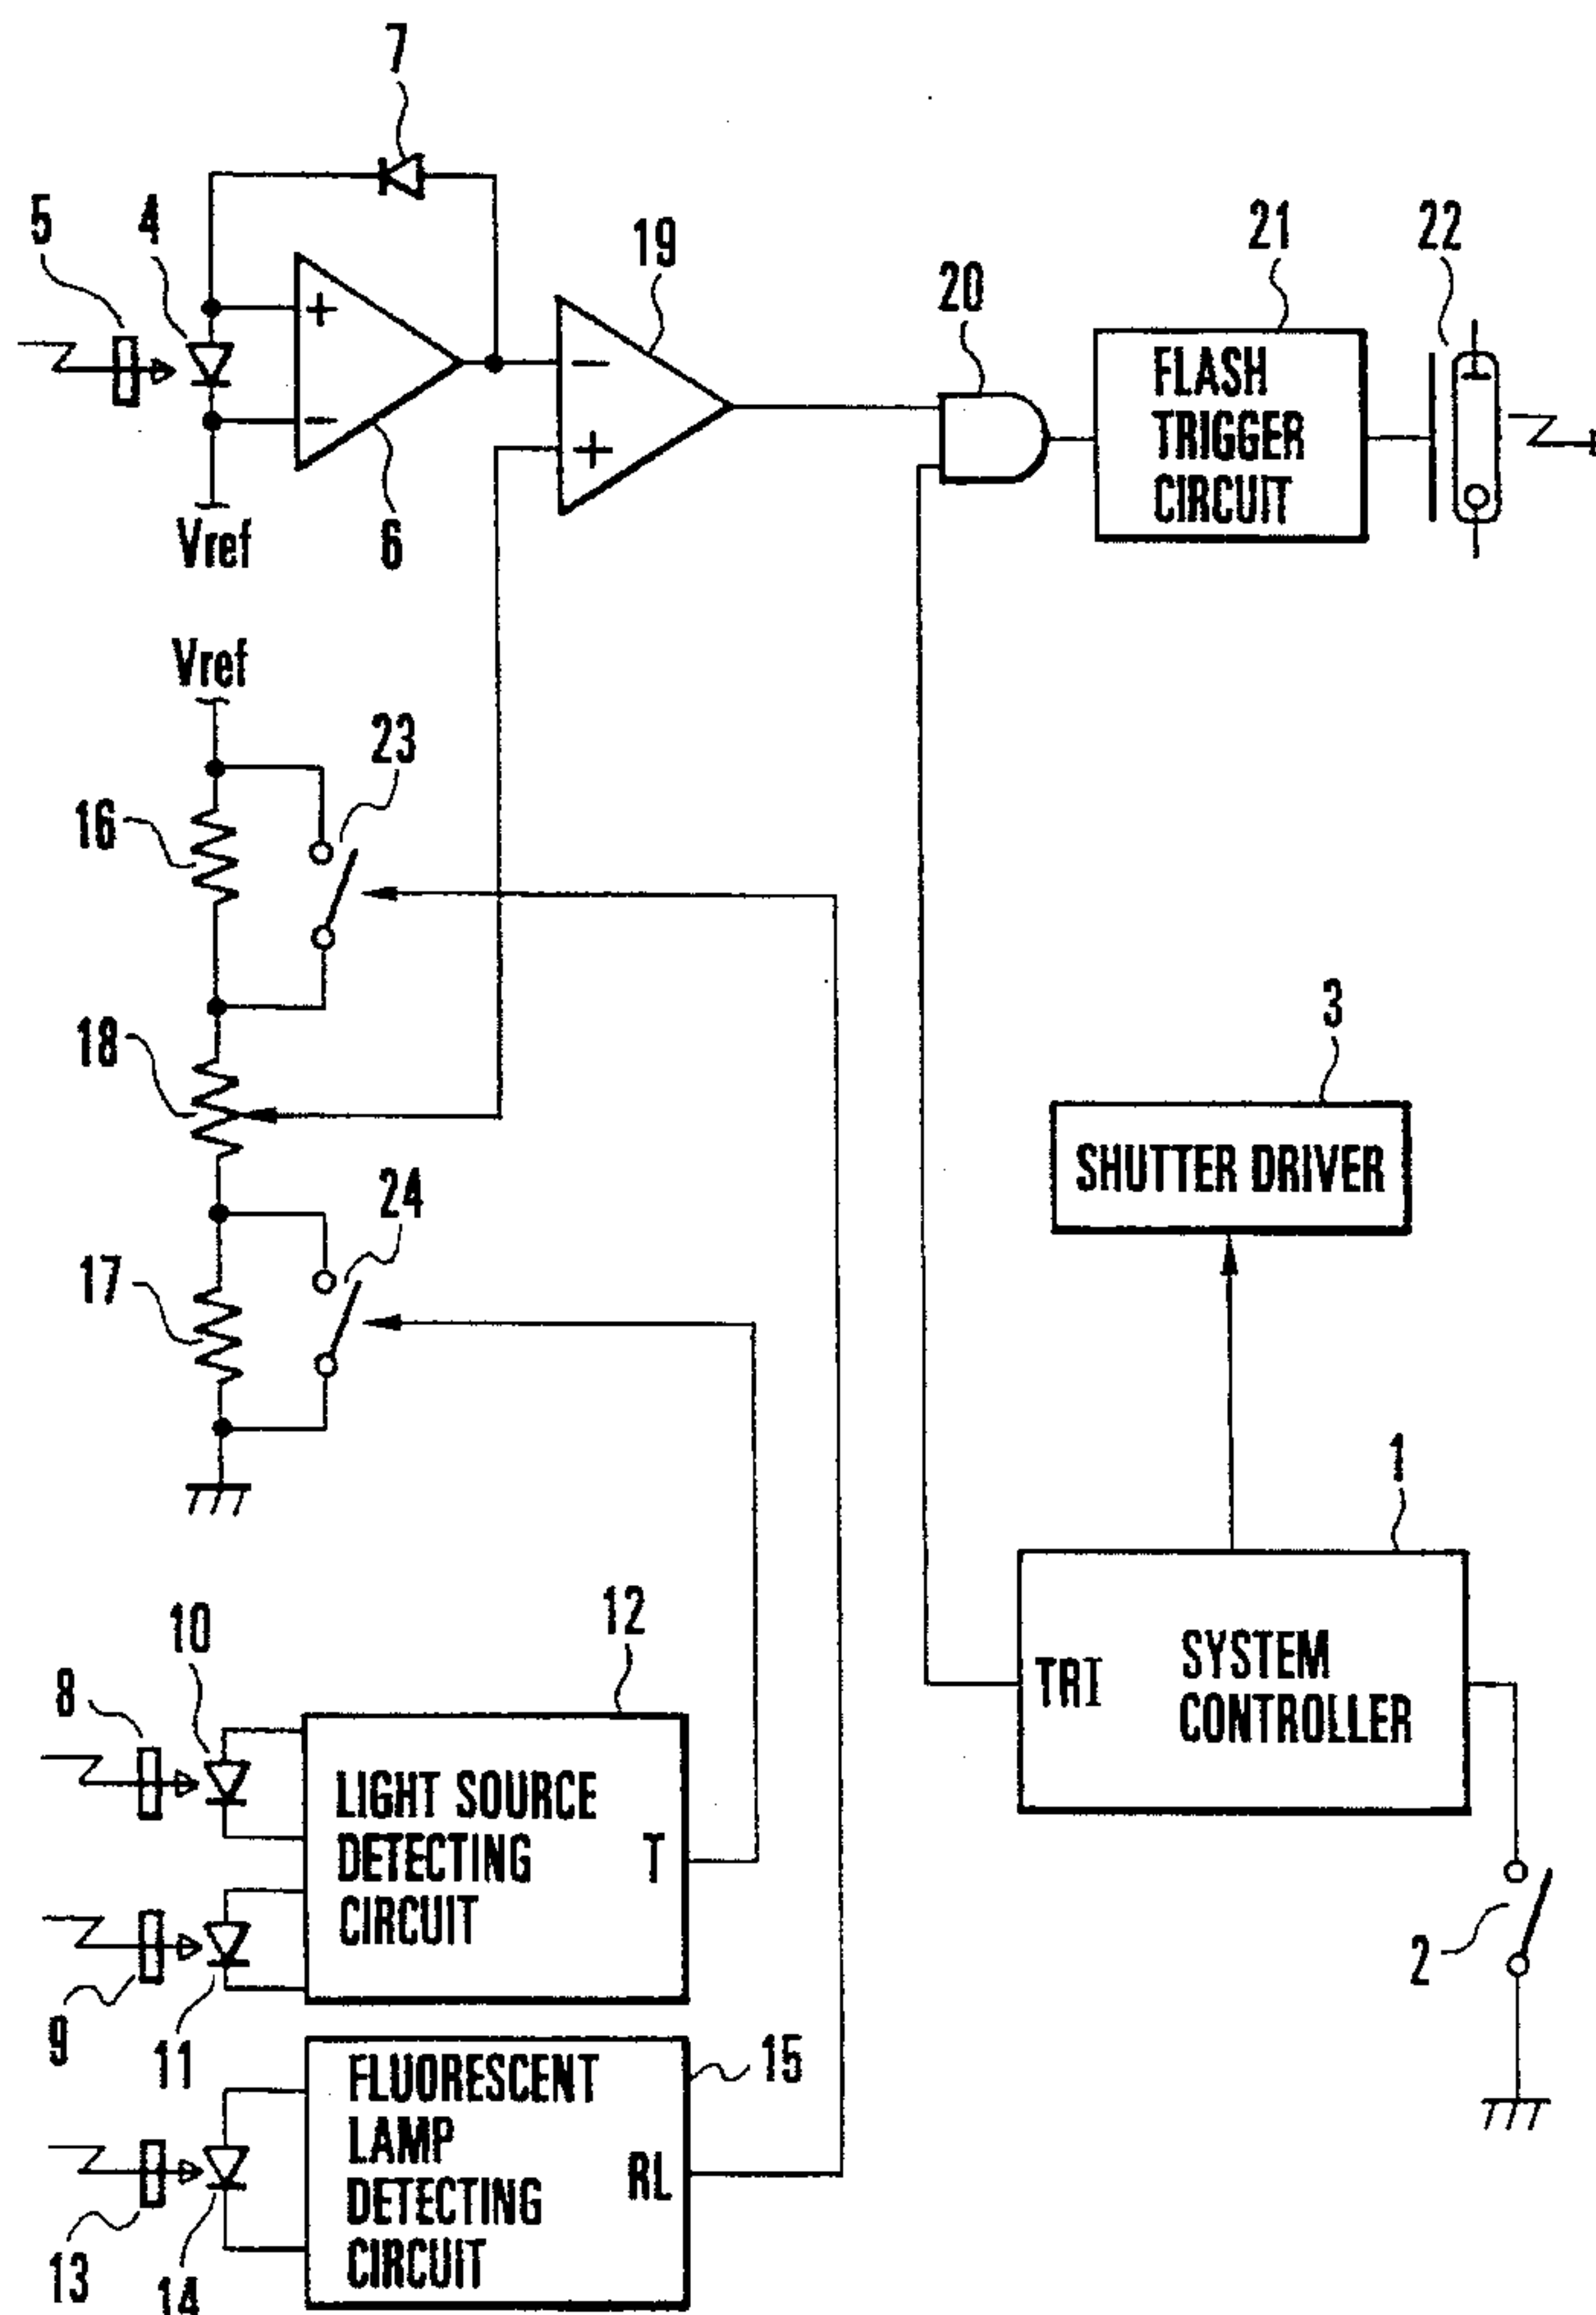 7
5
4
19
21
22
20
+
−
−
+
FLASH
TRIGGER
CIRCUIT
Vref
6
Vref
23
16
18
3
SHUTTER DRIVER
24
17
1
12
10
8
TRI
SYSTEM
CONTROLLER
LIGHT SOURCE
DETECTING
CIRCUIT
T
2
9
11
15
FLUORESCENT
LAMP
DETECTING
CIRCUIT
RL
13
14